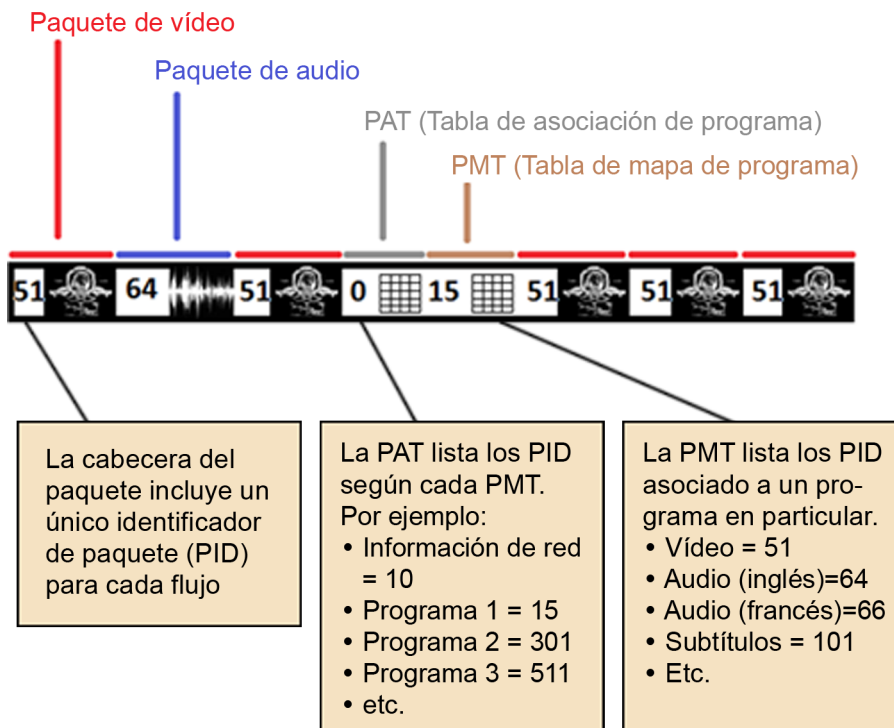 Paquete de vídeo
Paquete de audio
PAT (Tabla de asociación de programa)
PMT (Tabla de mapa de programa)
51 64 51 0 15 51 51 51
La cabecera del
paquete incluye un
único identificador
de paquete (PID)
para cada flujo
La PAT lista los PID
según cada PMT.
Por ejemplo:
• Información de red
= 10
• Programa 1 = 15
• Programa 2 = 301
• Programa 3 = 511
• etc.
La PMT lista los PID
asociado a un pro-
grama en particular.
• Vídeo = 51
• Audio (inglés)=64
• Audio (francés)=66
• Subtítulos = 101
• Etc.